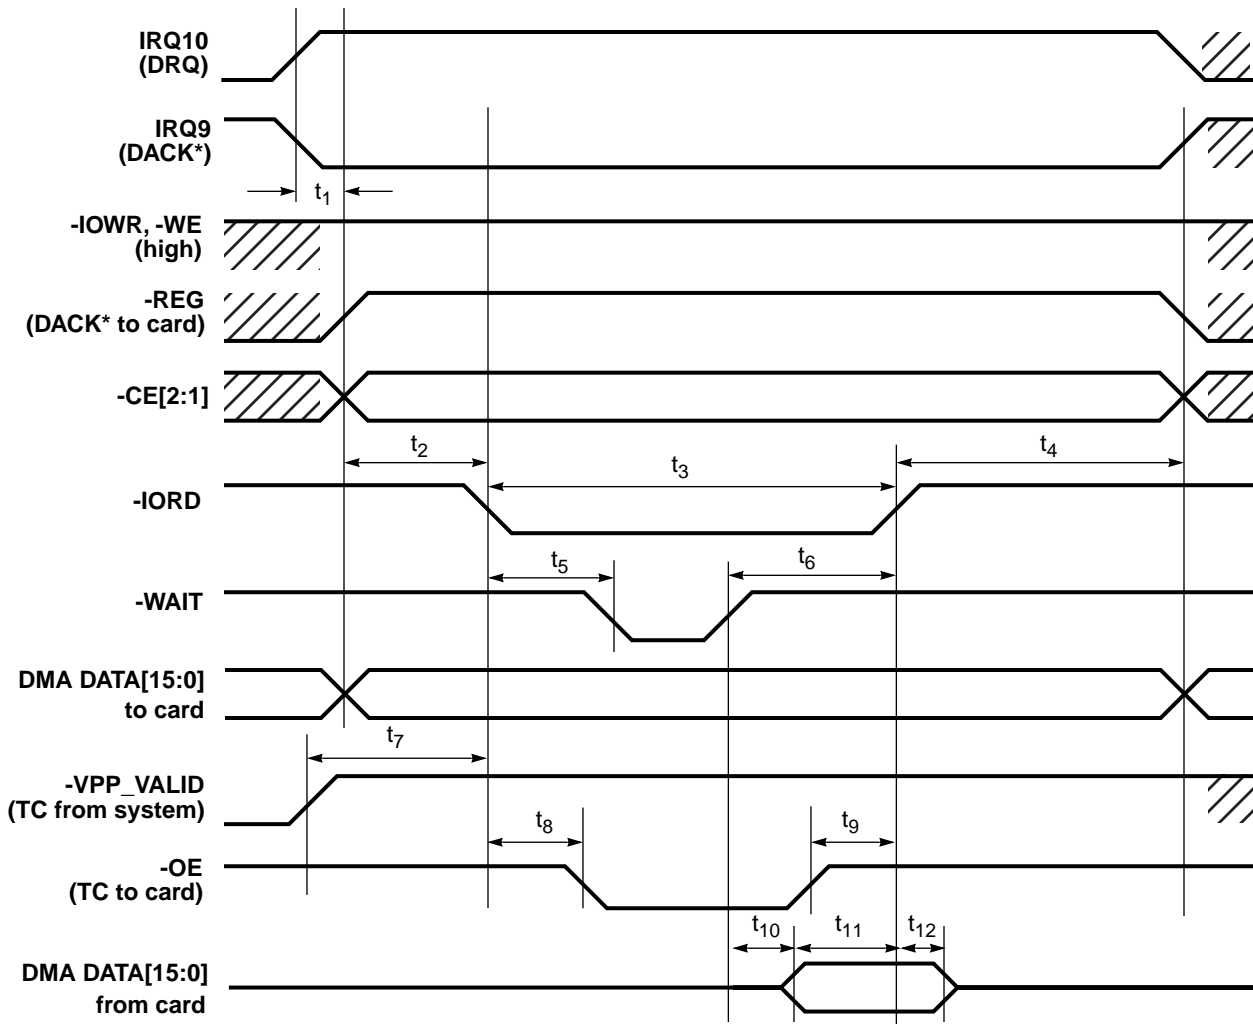 IRQ10
(DRQ)
IRQ9
(DACK*)
t1
-IOWR, -WE
(high)
-REG
(DACK* to card)
-CE[2:1]
t2
t3
t4
-IORD
t5
t6
-WAIT
DMA DATA[15:0]
to card
t7
-VPP_VALID
(TC from system)
t8
t9
-OE
(TC to card)
t10
t11
t12
DMA DATA[15:0]
from card